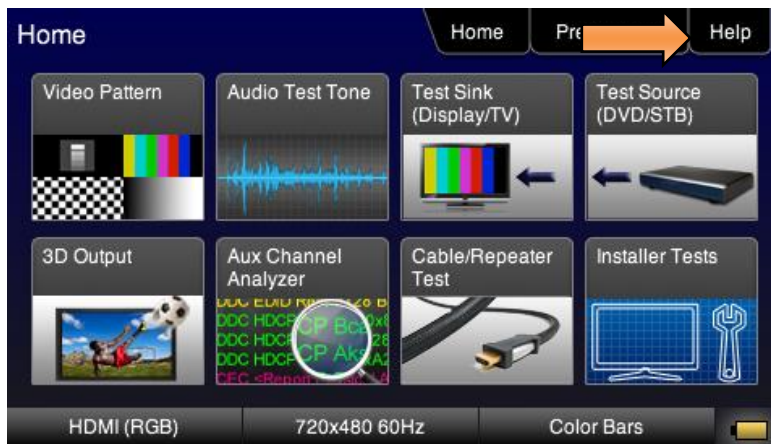 Home
Home
Help
Video Pattern
Audio Test Tone
Test Sink
(Display/TV)
Test Source
(DVD/STB)
3D Output
Aux Channel
Analyzer
Cable/Repeater
Test
Installer Tests
DDC
DDC HDCP
CP Bca
DDC HDCP
DDC HDCP
CP Aks
HDMI (RGB)
720x480 60Hz
Color Bars